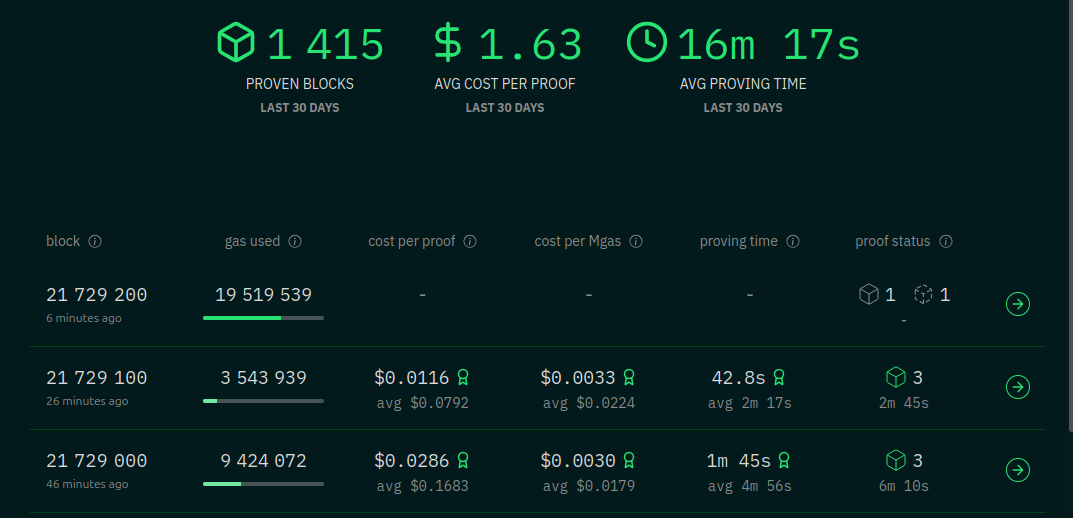 1 415 $ 1.63 16m 17s
PROVEN BLOCKS AVG COST PER PROOF AVG PROVING TIME
LAST 30 DAYS LAST 30 DAYS LAST 30 DAYS
block gas used cost per proof cost per Mgas proving time proof status
21 729 200 19 519 539 - - - 1 1
6 minutes ago -
21 729 100 3 543 939 $0.0116 $0.0033 42.8s 3
26 minutes ago avg $0.0792 avg $0.0224 avg 2m 17s 2m 45s
21 729 000 9 424 072 $0.0286 $0.0030 1m 45s 3
46 minutes ago avg $0.1683 avg $0.0179 avg 4m 56s 6m 10s